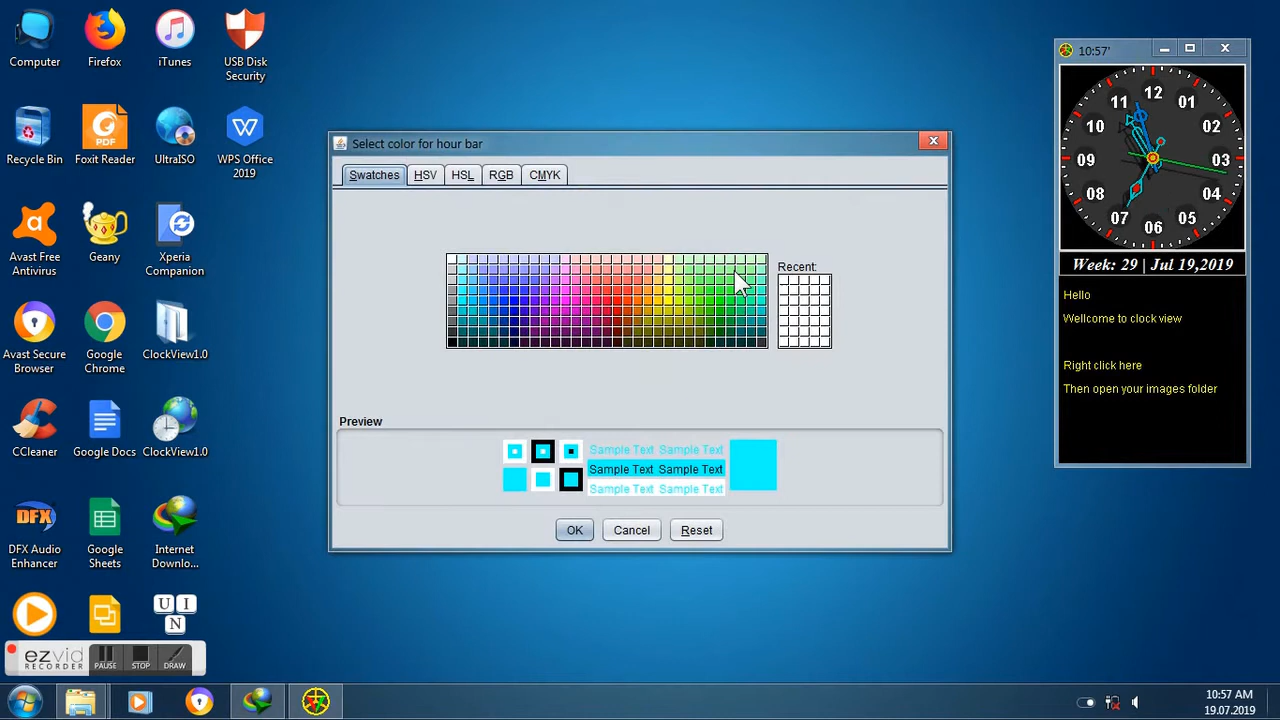 Computer
Firefox
iTunes
USB Disk
Security
Recycle Bin
PDF
Foxit Reader
UltraISO
W
WPS Office
2019
Avast Free
Antivirus
Geany
Xperia
Companion
Avast Secure
Browser
Google
Chrome
ClockView1.0
CCleaner
Google Docs
ClockView1.0
DFX
DFX Audio
Enhancer
Google
Sheets
Internet
Downlo...
U I
N
ezvid
RECORDER
PAUSE
STOP
DRAW
Select color for hour bar
Swatches
HSV
HSL
RGB
CMYK
Recent:
Preview
Sample Text Sample Text
Sample Text Sample Text
Sample Text Sample Text
OK
Cancel
Reset
10:57'
12
01
02
03
04
05
06
07
08
09
10
11
Week: 29 | Jul 19,2019
Hello
Wellcome to clock view
Right click here
Then open your images folder
10:57 AM
19.07.2019